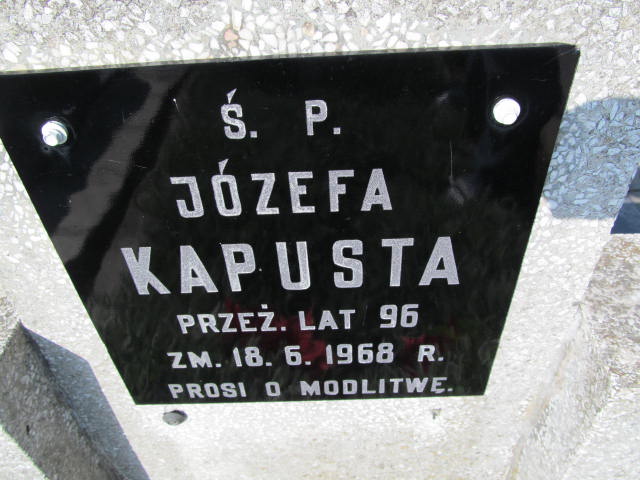 Ś. P.
JÓZEFA
KAPUSTA
PRZEŻ. LAT 96
ZM. 18. 6. 1968 R.
PROSI O MODLITWĘ.